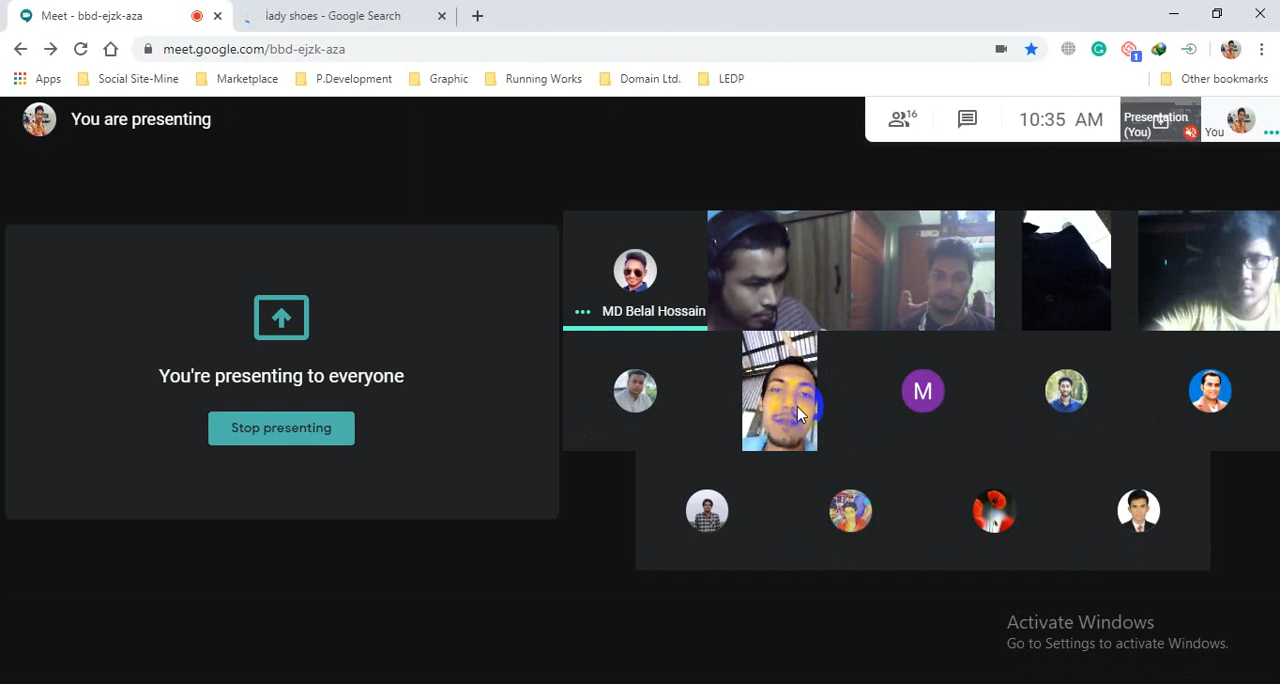 Meet - bbd-ejzk-aza
lady shoes - Google Search
meet.google.com/bbd-ejzk-aza
1
Apps
Social Site-Mine
Marketplace
P.Development
Graphic
Running Works
Domain Ltd.
LEDP
Other bookmarks
You are presenting
16
10:35 AM
Presentation
(You)
You
MD Belal Hossain
You're presenting to everyone
Stop presenting
M
Activate Windows
Go to Settings to activate Windows.